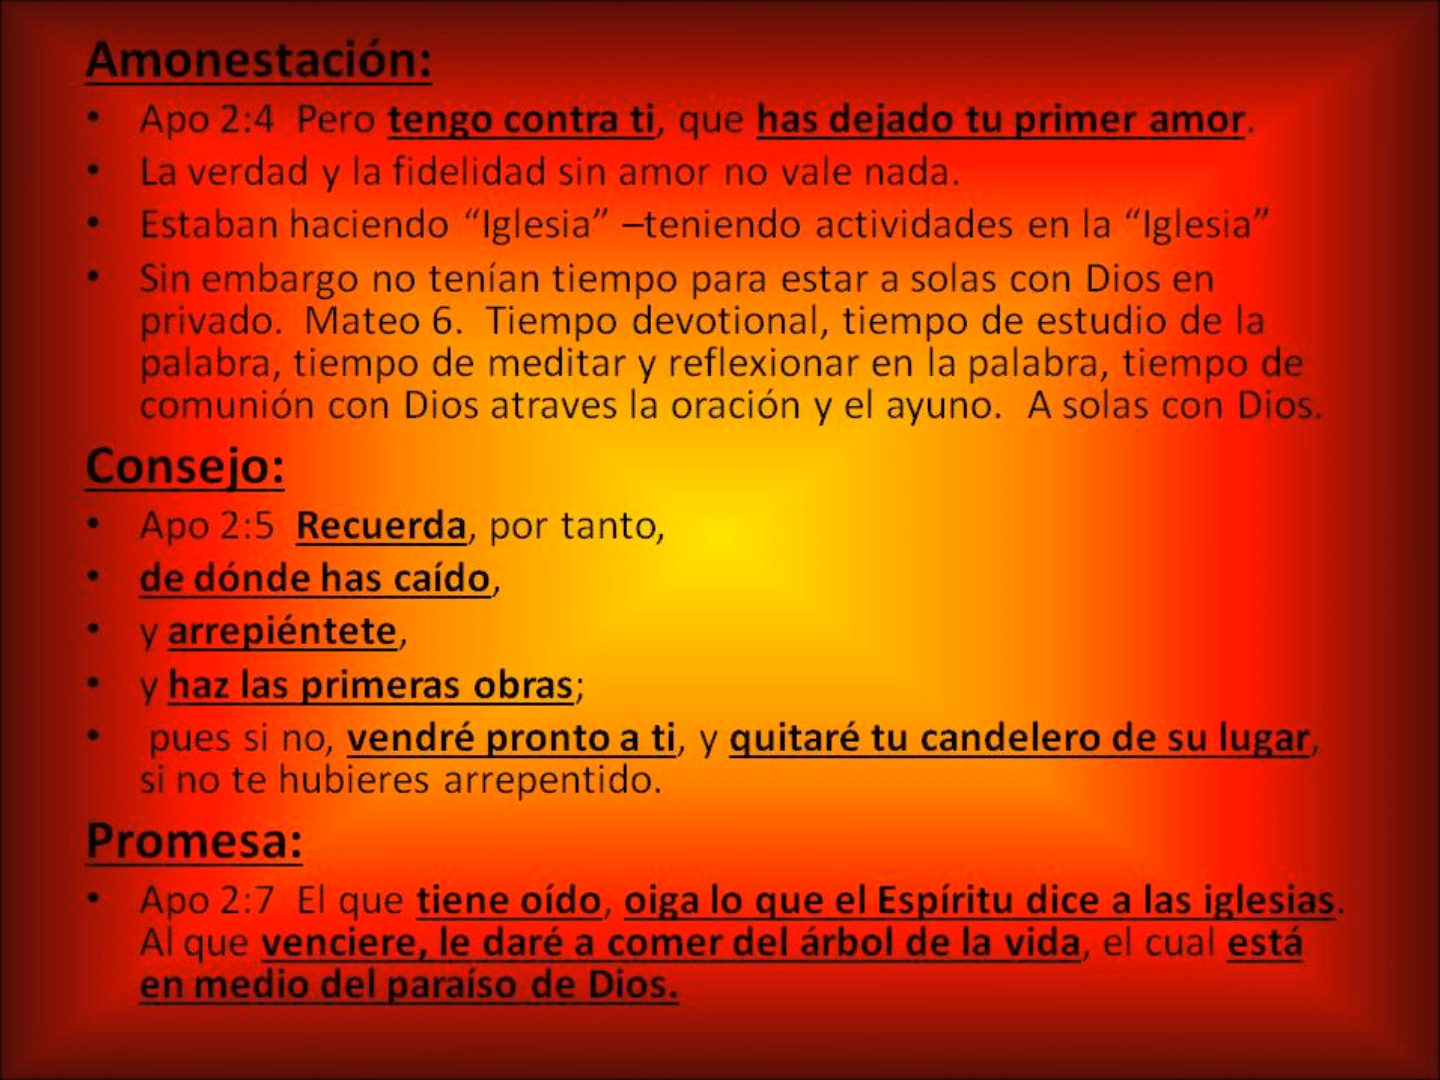 Amonestación:
• Apo 2:4  Pero tengo contra ti, que has dejado tu primer amor.
• La verdad y la fidelidad sin amor no vale nada.
• Estaban haciendo “Iglesia” –teniendo actividades en la “Iglesia”
• Sin embargo no tenían tiempo para estar a solas con Dios en
privado.  Mateo 6.  Tiempo devotional, tiempo de estudio de la
palabra, tiempo de meditar y reflexionar en la palabra, tiempo de
comunión con Dios atraves la oración y el ayuno.  A solas con Dios.
Consejo:
• Apo 2:5  Recuerda, por tanto,
• de dónde has caído,
• y arrepiéntete,
• y haz las primeras obras;
• pues si no, vendré pronto a ti, y quitaré tu candelero de su lugar,
si no te hubieres arrepentido.
Promesa:
• Apo 2:7  El que tiene oído, oiga lo que el Espíritu dice a las iglesias.
Al que venciere, le daré a comer del árbol de la vida, el cual está
en medio del paraíso de Dios.